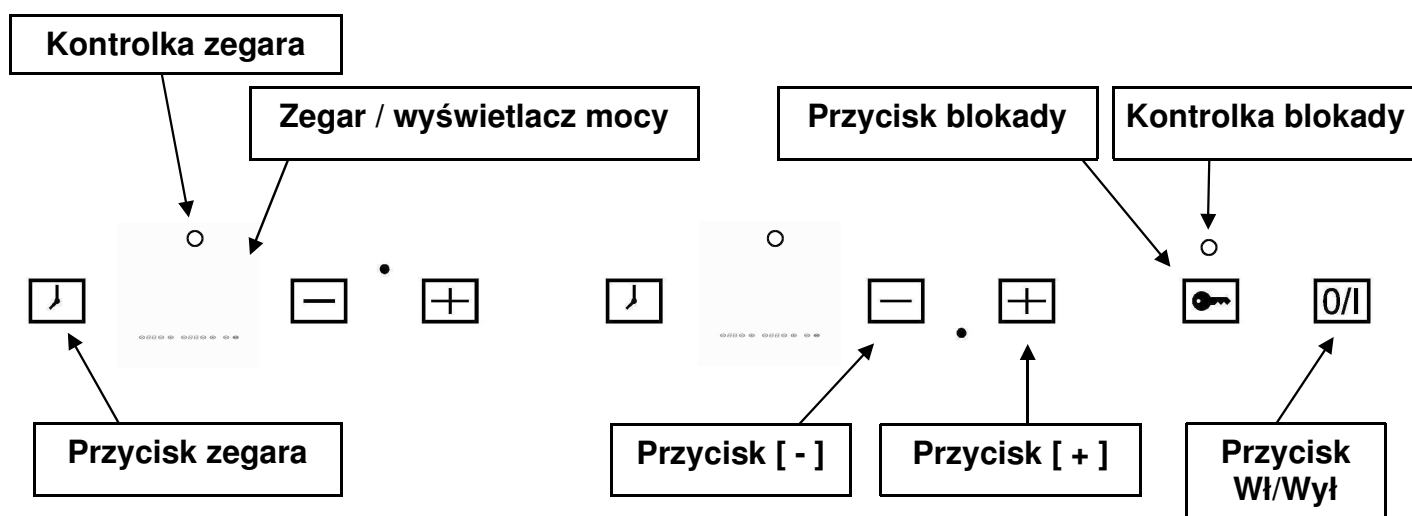 Kontrolka zegara
Zegar / wyświetlacz mocy
Przycisk blokady
Kontrolka blokady
0/I
Przycisk zegara
Przycisk [ - ]
Przycisk [ + ]
Przycisk
Wł/Wył